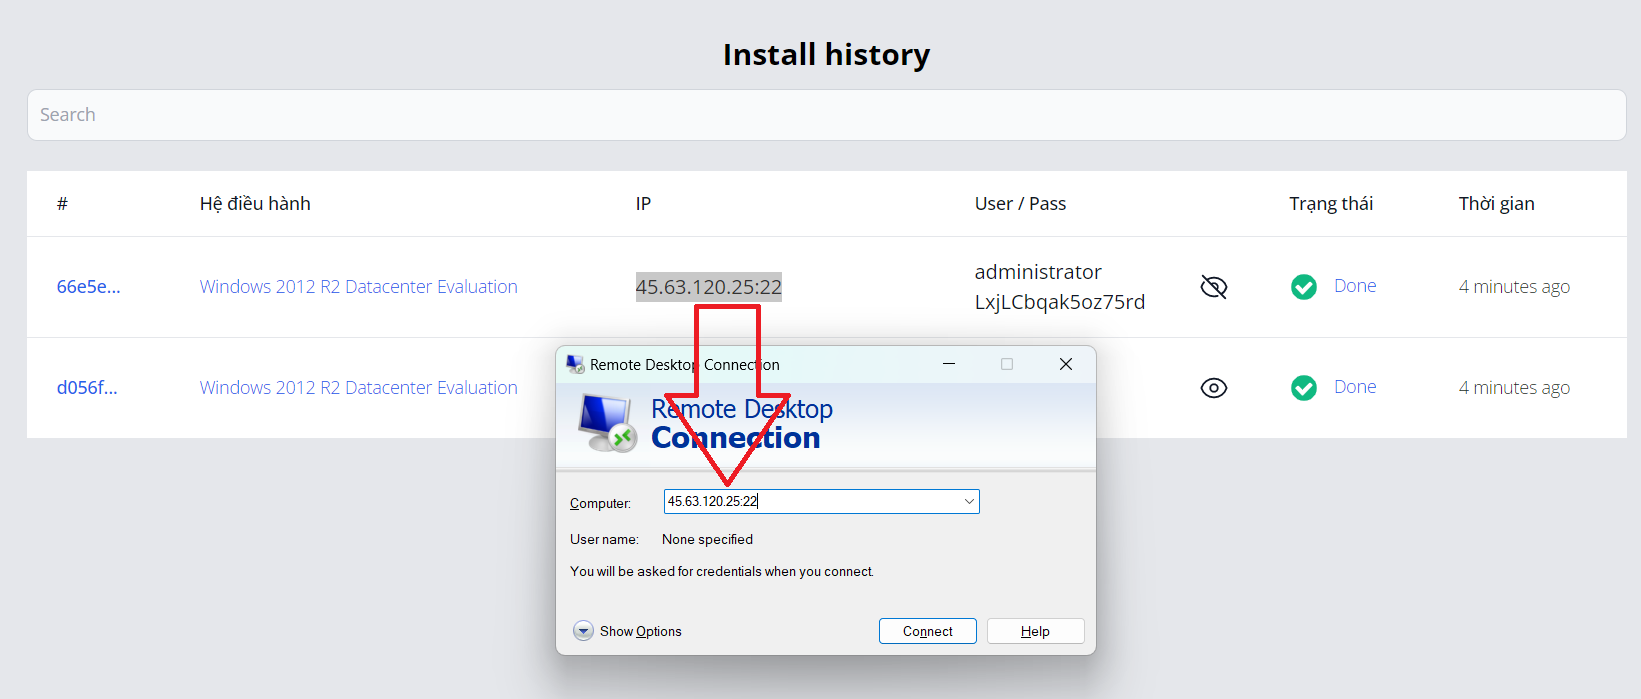 Install history
Search
# Hệ điều hành IP User / Pass Trạng thái Thời gian
66e5e... Windows 2012 R2 Datacenter Evaluation 45.63.120.25:22 administrator
LxjLCbqak5oz75rd Done 4 minutes ago
d056f... Windows 2012 R2 Datacenter Evaluation Done 4 minutes ago
Remote Desktop Connection
Remote Desktop
Connection
Computer: 45.63.120.25:22
User name: None specified
You will be asked for credentials when you connect.
Show Options Connect Help